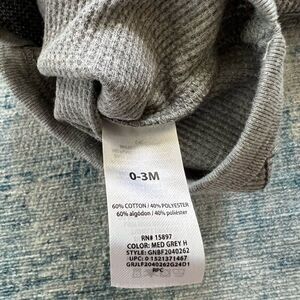 0-3M
60% COTTON / 40% POLYESTER
60% algodón / 40% poliéster
RN# 15897
COLOR: MED GREY H
STYLE: GNBF2040262
UPC: 0 1521371467
GRJLF2040262G24D1
RPC